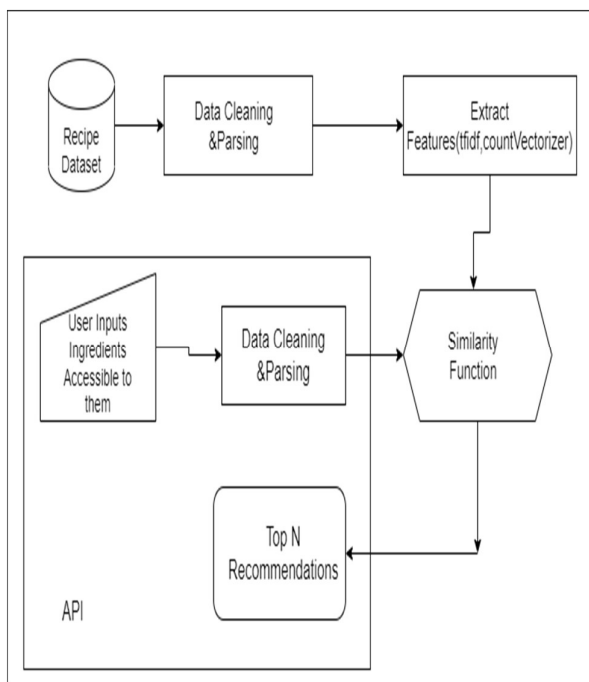 Recipe
Dataset
Data Cleaning
&Parsing
Extract
Features(tfidf,countVectorizer)
User Inputs
Ingredients
Accessible to
them
Data Cleaning
&Parsing
Similarity
Function
Top N
Recommendations
API